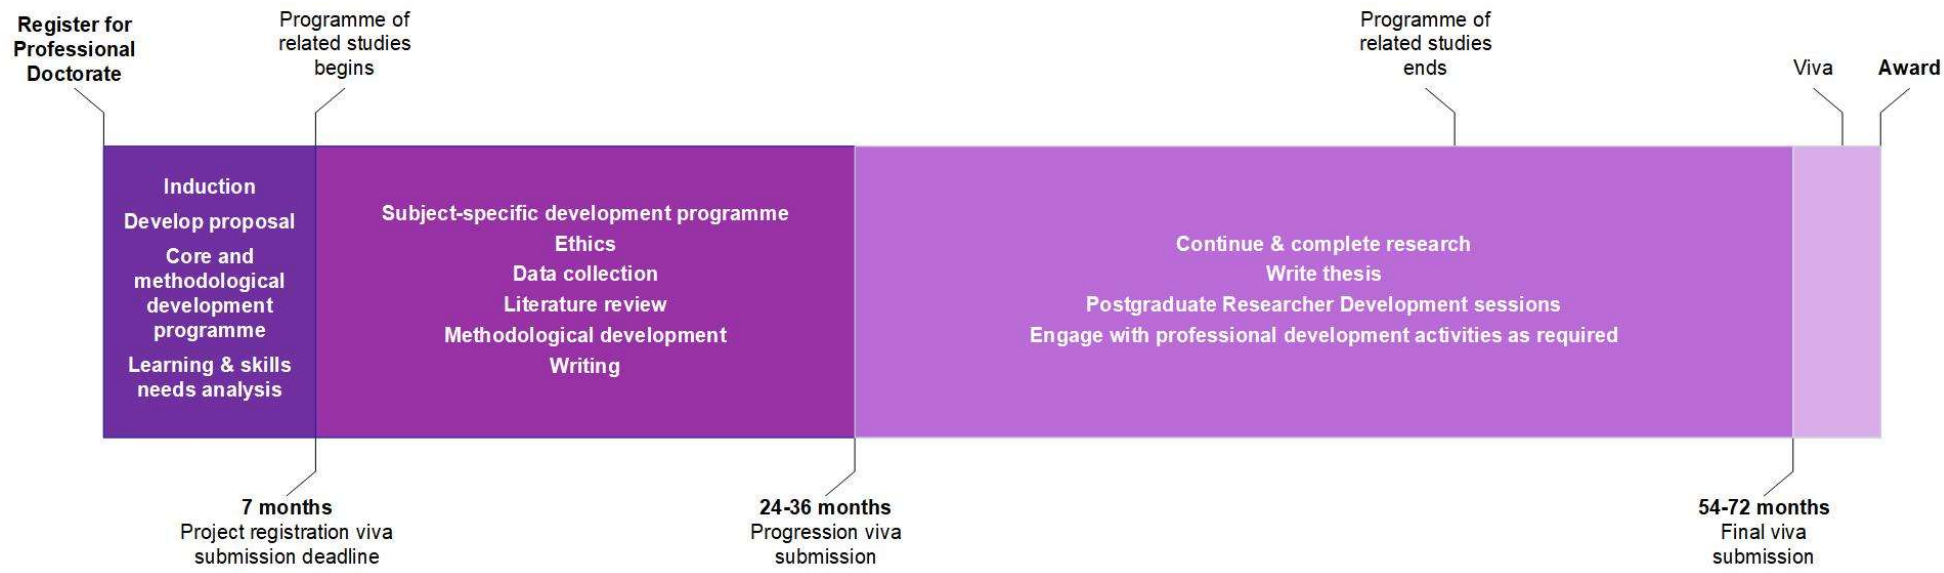 Register for
Professional
Doctorate
Programme of
related studies
begins
Programme of
related studies
ends
Viva
Award
Induction
Develop proposal
Core and
methodological
development
programme
Learning & skills
needs analysis
Subject-specific development programme
Ethics
Data collection
Literature review
Methodological development
Writing
Continue & complete research
Write thesis
Postgraduate Researcher Development sessions
Engage with professional development activities as required
7 months
Project registration viva
submission deadline
24-36 months
Progression viva
submission
54-72 months
Final viva
submission